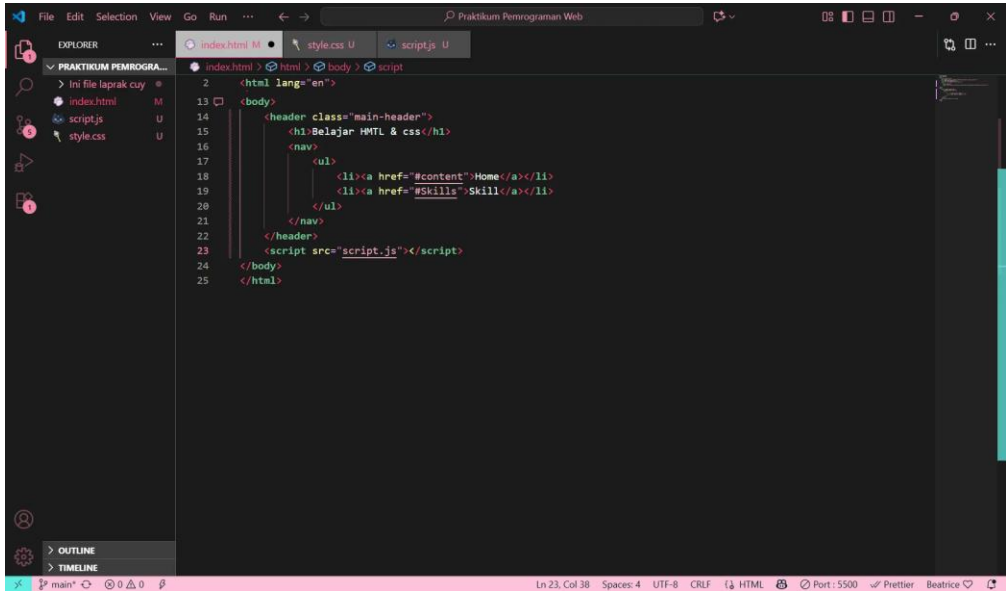 File Edit Selection View Go Run ... Praktikum Pemrograman Web
EXPLORER ...
index.html M style.css U script.js U
PRAKTIKUM PEMROGRA...
index.html > html > body > script
Ini file laprak cuy
index.html M
script.js U
style.css U
2 <html lang="en">
13 <body>
14 <header class="main-header">
15 <h1>Belajar HMTL & css</h1>
16 <nav>
17 <ul>
18 <li><a href="#content">Home</a></li>
19 <li><a href="#Skills">Skill</a></li>
20 </ul>
21 </nav>
22 </header>
23 <script src="script.js"></script>
24 </body>
25 </html>
1
5
1
OUTLINE
TIMELINE
main* 0 0 Ln 23, Col 38 Spaces: 4 UTF-8 CRLF HTML Port : 5500 Prettier Beatrice